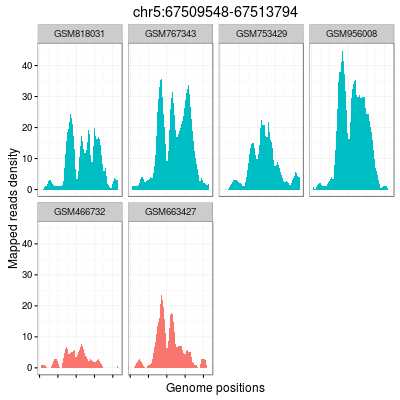 chr5:67509548-67513794
GSM818031 GSM767343 GSM753429 GSM956008
40
30
20
10
0
Mapped reads density
GSM466732 GSM663427
40
30
20
10
0
Genome positions